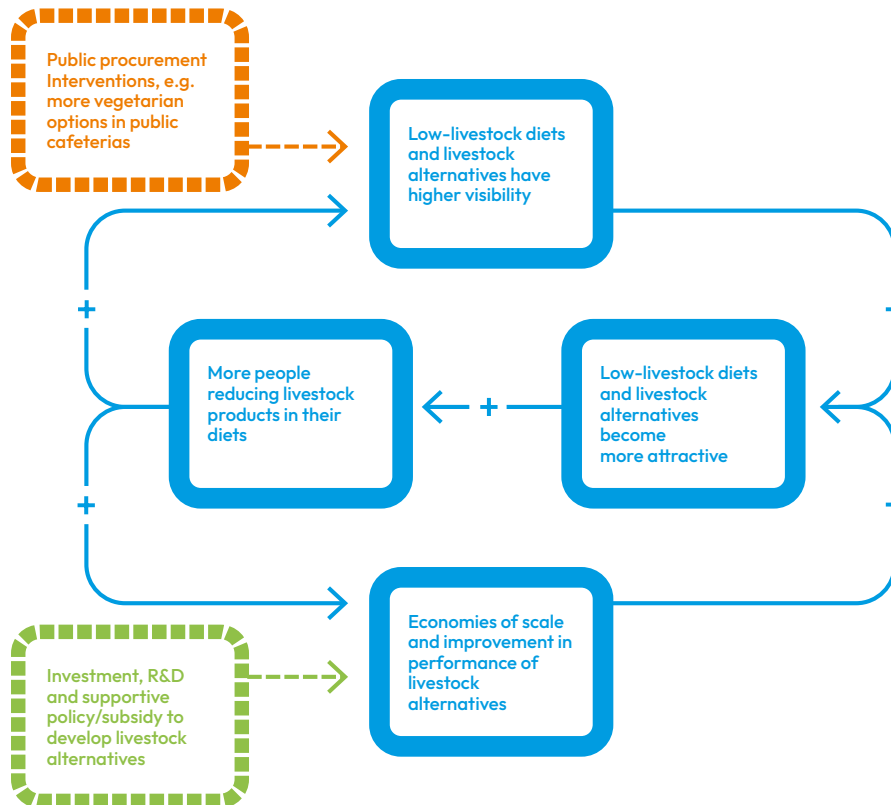 Public procurement
Interventions, e.g.
more vegetarian
options in public
cafeterias
Low-livestock diets
and livestock
alternatives have
higher visibility
+
More people
reducing livestock
products in their
diets
+
Low-livestock diets
and livestock
alternatives
become
more attractive
+
Economies of scale
and improvement in
performance of
livestock
alternatives
Investment, R&D
and supportive
policy/subsidy to
develop livestock
alternatives